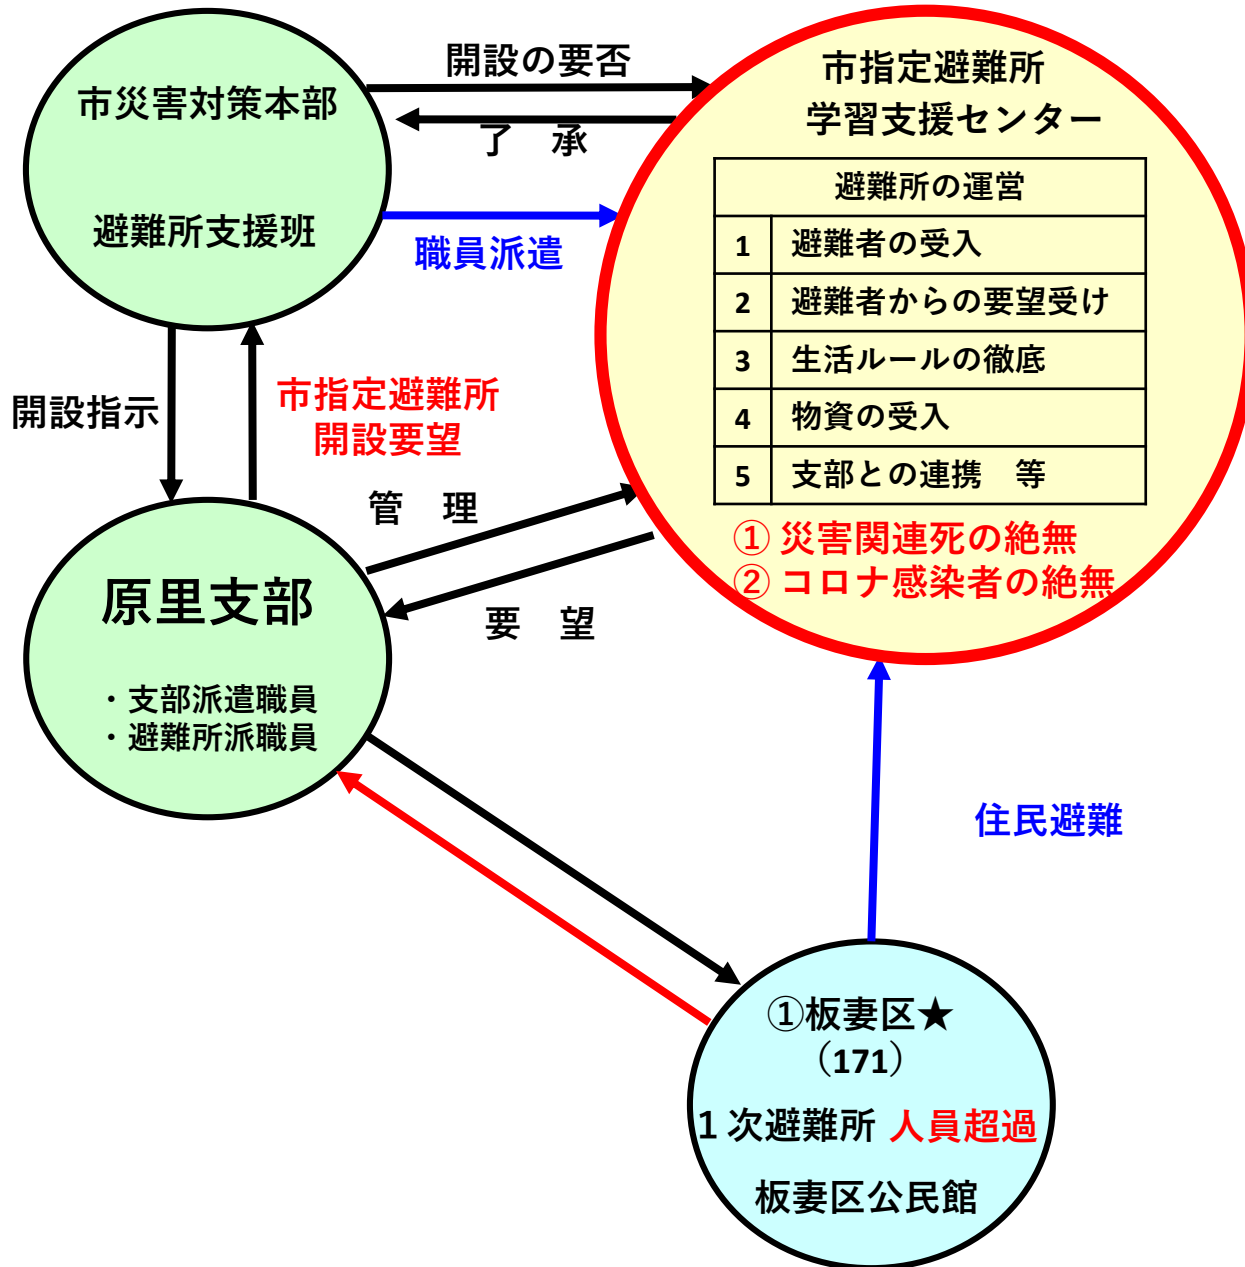 市災害対策本部
避難所支援班
開設の要否
了　承
職員派遣
市指定避難所
学習支援センター
避難所の運営
1 避難者の受入
2 避難者からの要望受け
3 生活ルールの徹底
4 物資の受入
5 支部との連携　等
① 災害関連死の絶無
② コロナ感染者の絶無
開設指示
市指定避難所
開設要望
管　理
要　望
原里支部
・支部派遣職員
・避難所派職員
住民避難
①板妻区★
（171）
１次避難所 人員超過
板妻区公民館